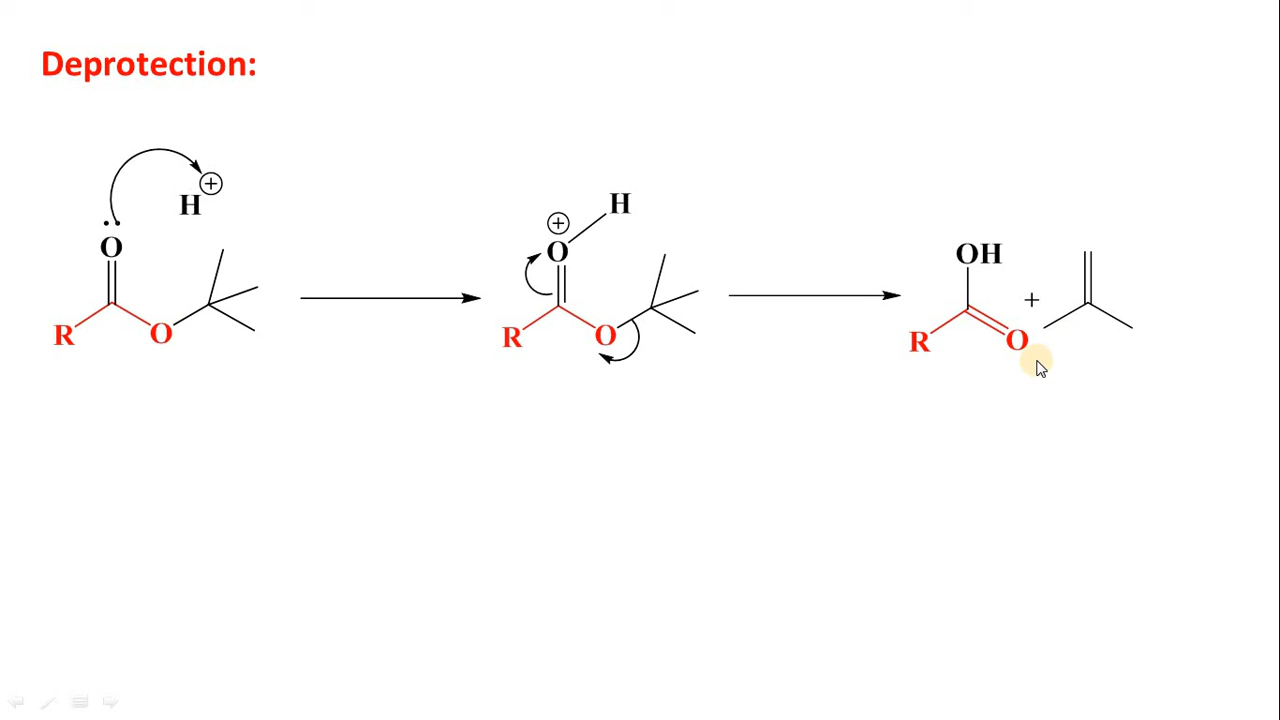 Deprotection:
•• O H ⊕ R O
⊕ O H R O
OH R O +